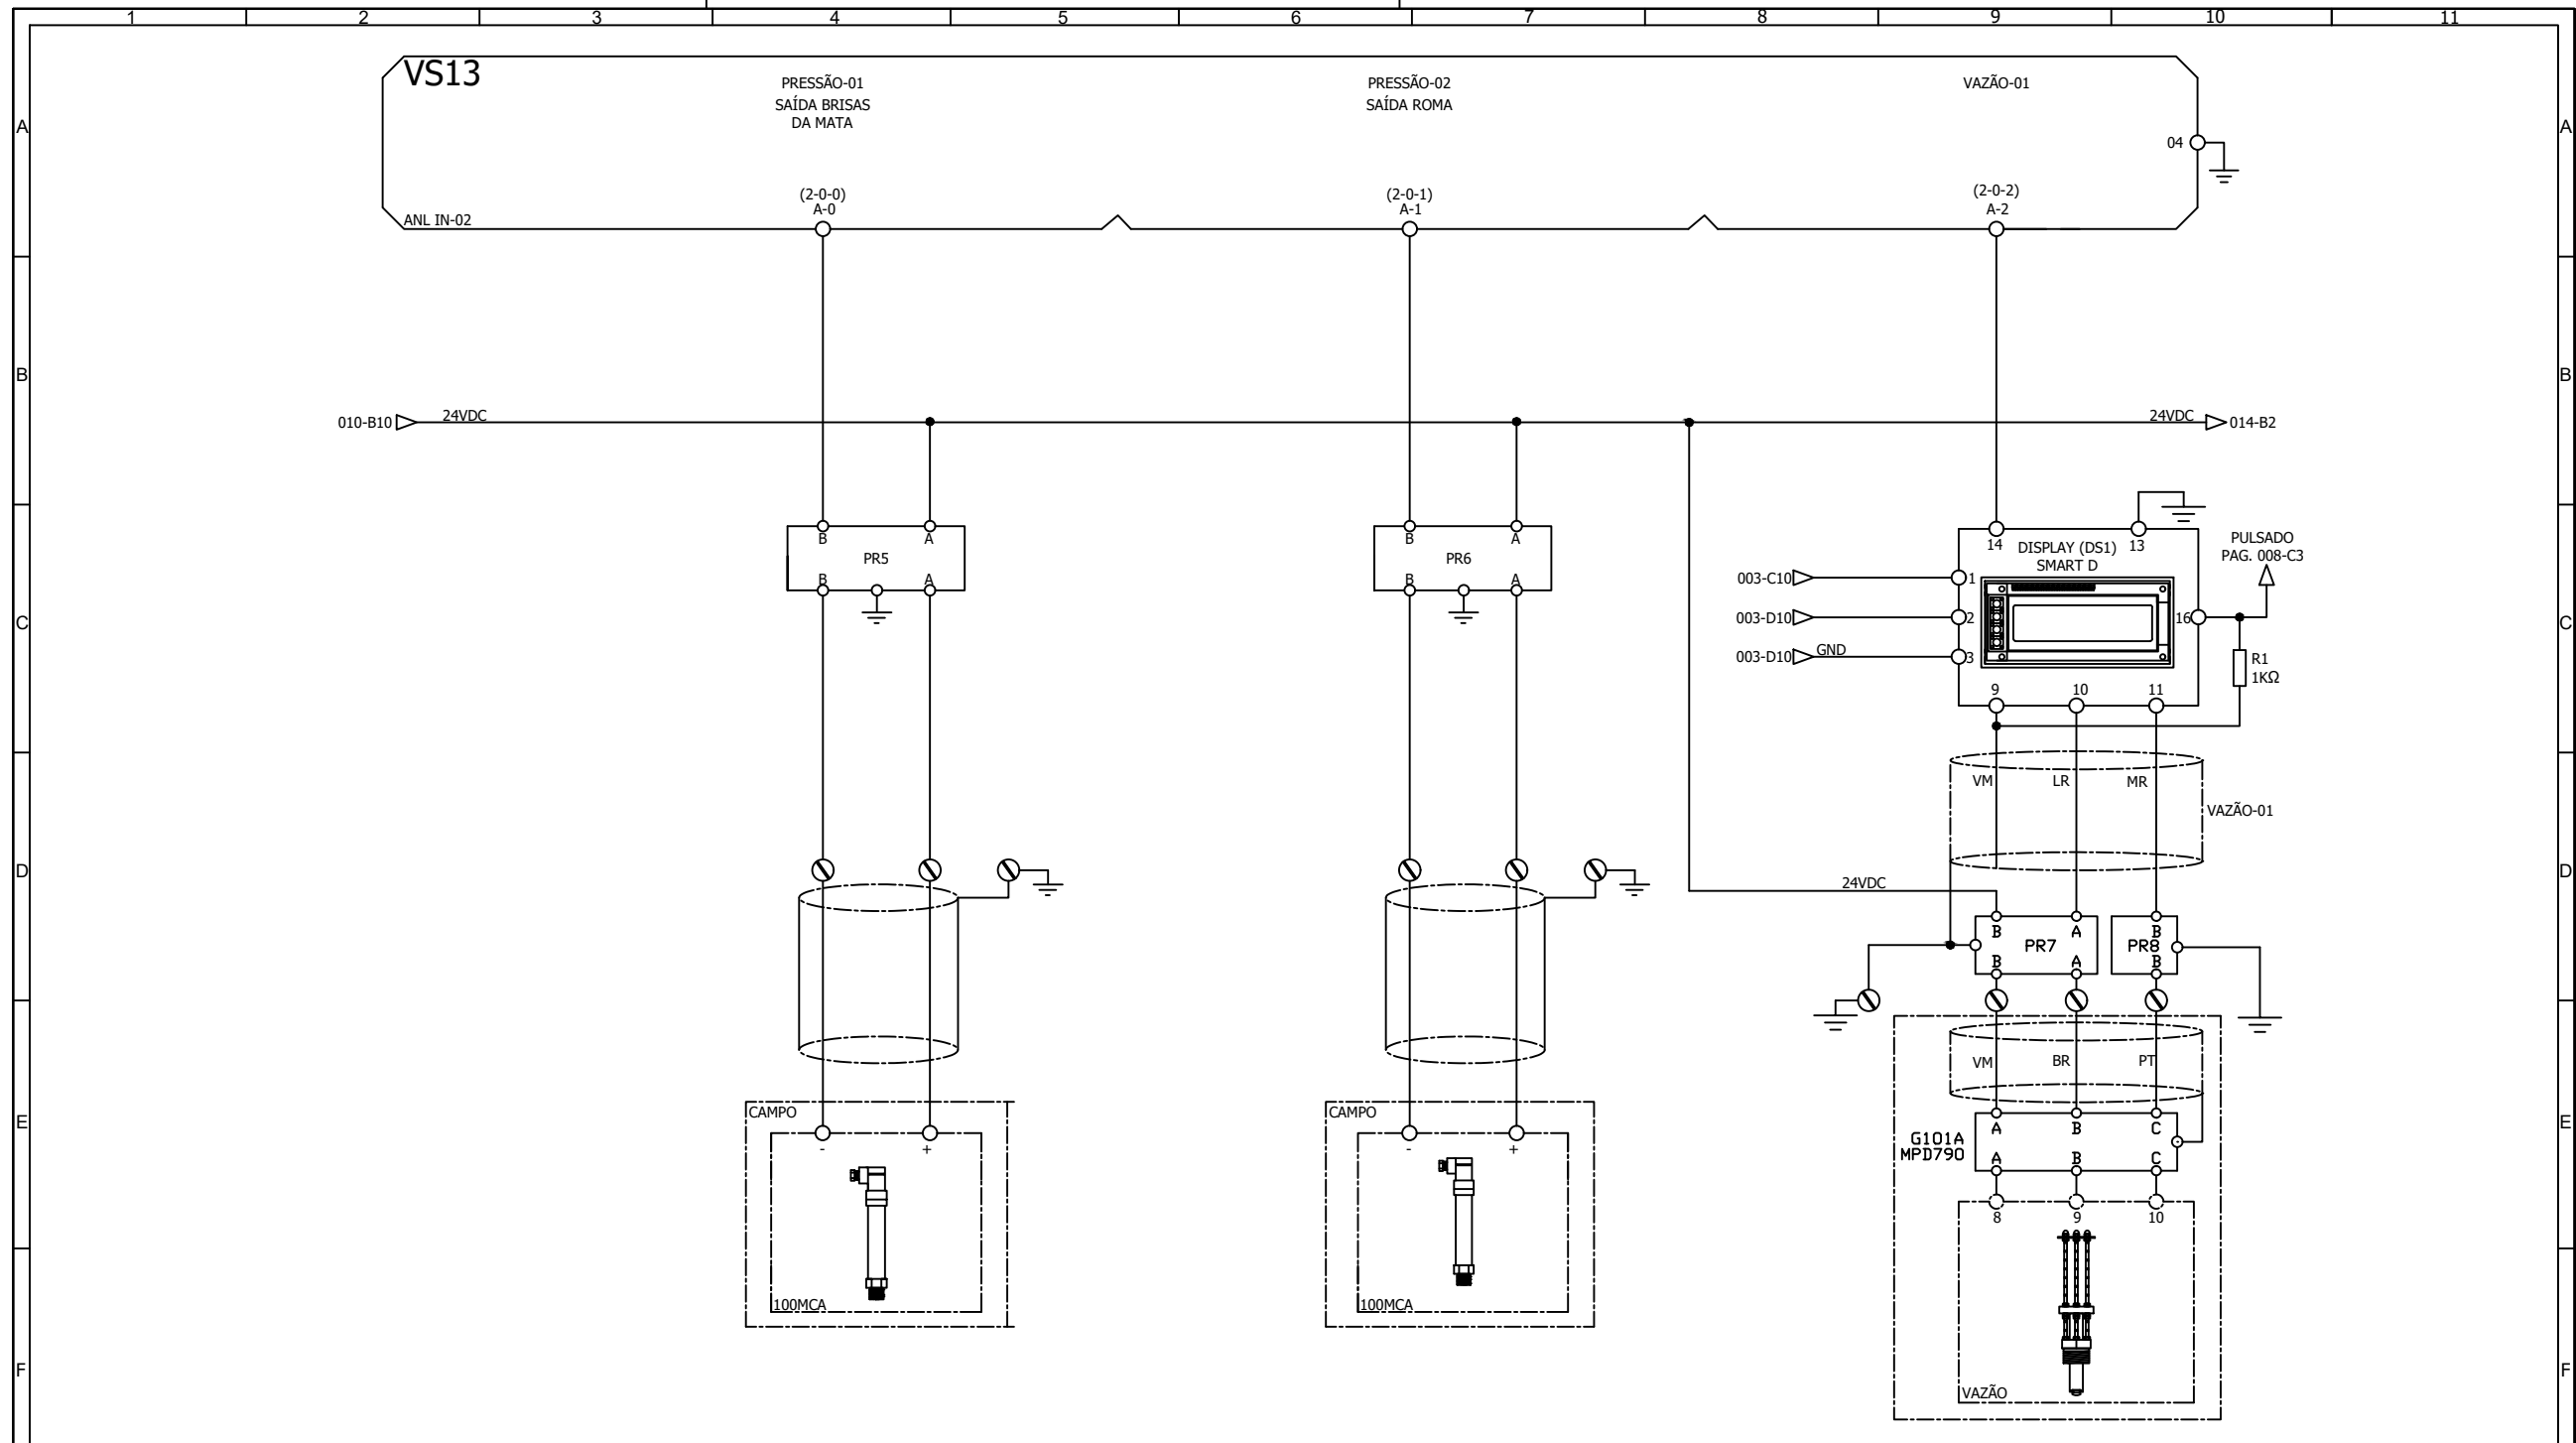 1 2 3 4 5 6 7 8 9 10 11
VS13
PRESSÃO-01
SAÍDA BRISAS
DA MATA
PRESSÃO-02
SAÍDA ROMA
VAZÃO-01
A
A
04
(2-0-0)
A-0
(2-0-1)
A-1
(2-0-2)
A-2
ANL IN-02
B
B
010-B10
24VDC
24VDC
014-B2
B A
PR5
B A
B A
PR6
B A
14
DISPLAY (DS1)
SMART D
13
PULSADO
PAG. 008-C3
003-C10
1
003-D10
2
16
003-D10
GND
3
C
C
R1
1KΩ
9 10 11
VM LR MR
VAZÃO-01
D
D
24VDC
B A
PR7
B A
B
PR8
B
VM BR PT
E
E
CAMPO
- +
100MCA
CAMPO
- +
100MCA
G101A
MPD790
A B C
A B C
8 9 10
VAZÃO
F
F